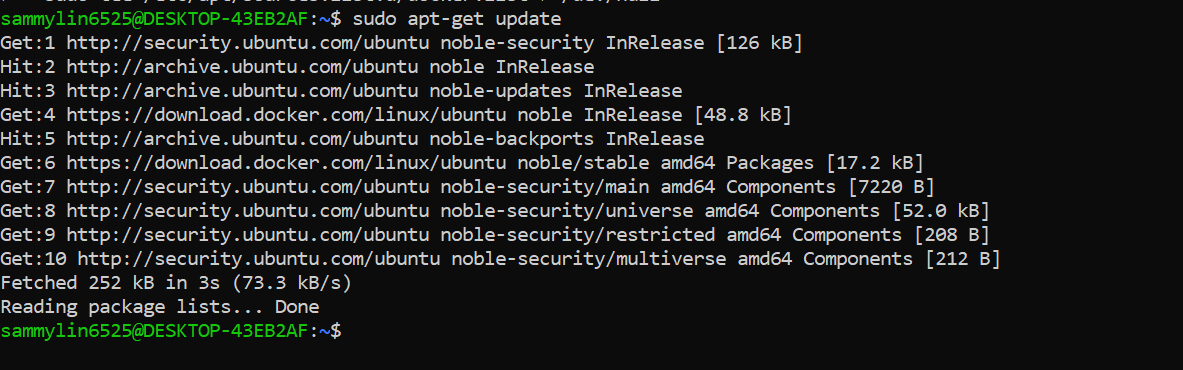 sammylin6525@DESKTOP-43EB2AF:~$ sudo apt-get update
Get:1 http://security.ubuntu.com/ubuntu noble-security InRelease [126 kB]
Hit:2 http://archive.ubuntu.com/ubuntu noble InRelease
Hit:3 http://archive.ubuntu.com/ubuntu noble-updates InRelease
Get:4 https://download.docker.com/linux/ubuntu noble InRelease [48.8 kB]
Hit:5 http://archive.ubuntu.com/ubuntu noble-backports InRelease
Get:6 https://download.docker.com/linux/ubuntu noble/stable amd64 Packages [17.2 kB]
Get:7 http://security.ubuntu.com/ubuntu noble-security/main amd64 Components [7220 B]
Get:8 http://security.ubuntu.com/ubuntu noble-security/universe amd64 Components [52.0 kB]
Get:9 http://security.ubuntu.com/ubuntu noble-security/restricted amd64 Components [208 B]
Get:10 http://security.ubuntu.com/ubuntu noble-security/multiverse amd64 Components [212 B]
Fetched 252 kB in 3s (73.3 kB/s)
Reading package lists... Done
sammylin6525@DESKTOP-43EB2AF:~$